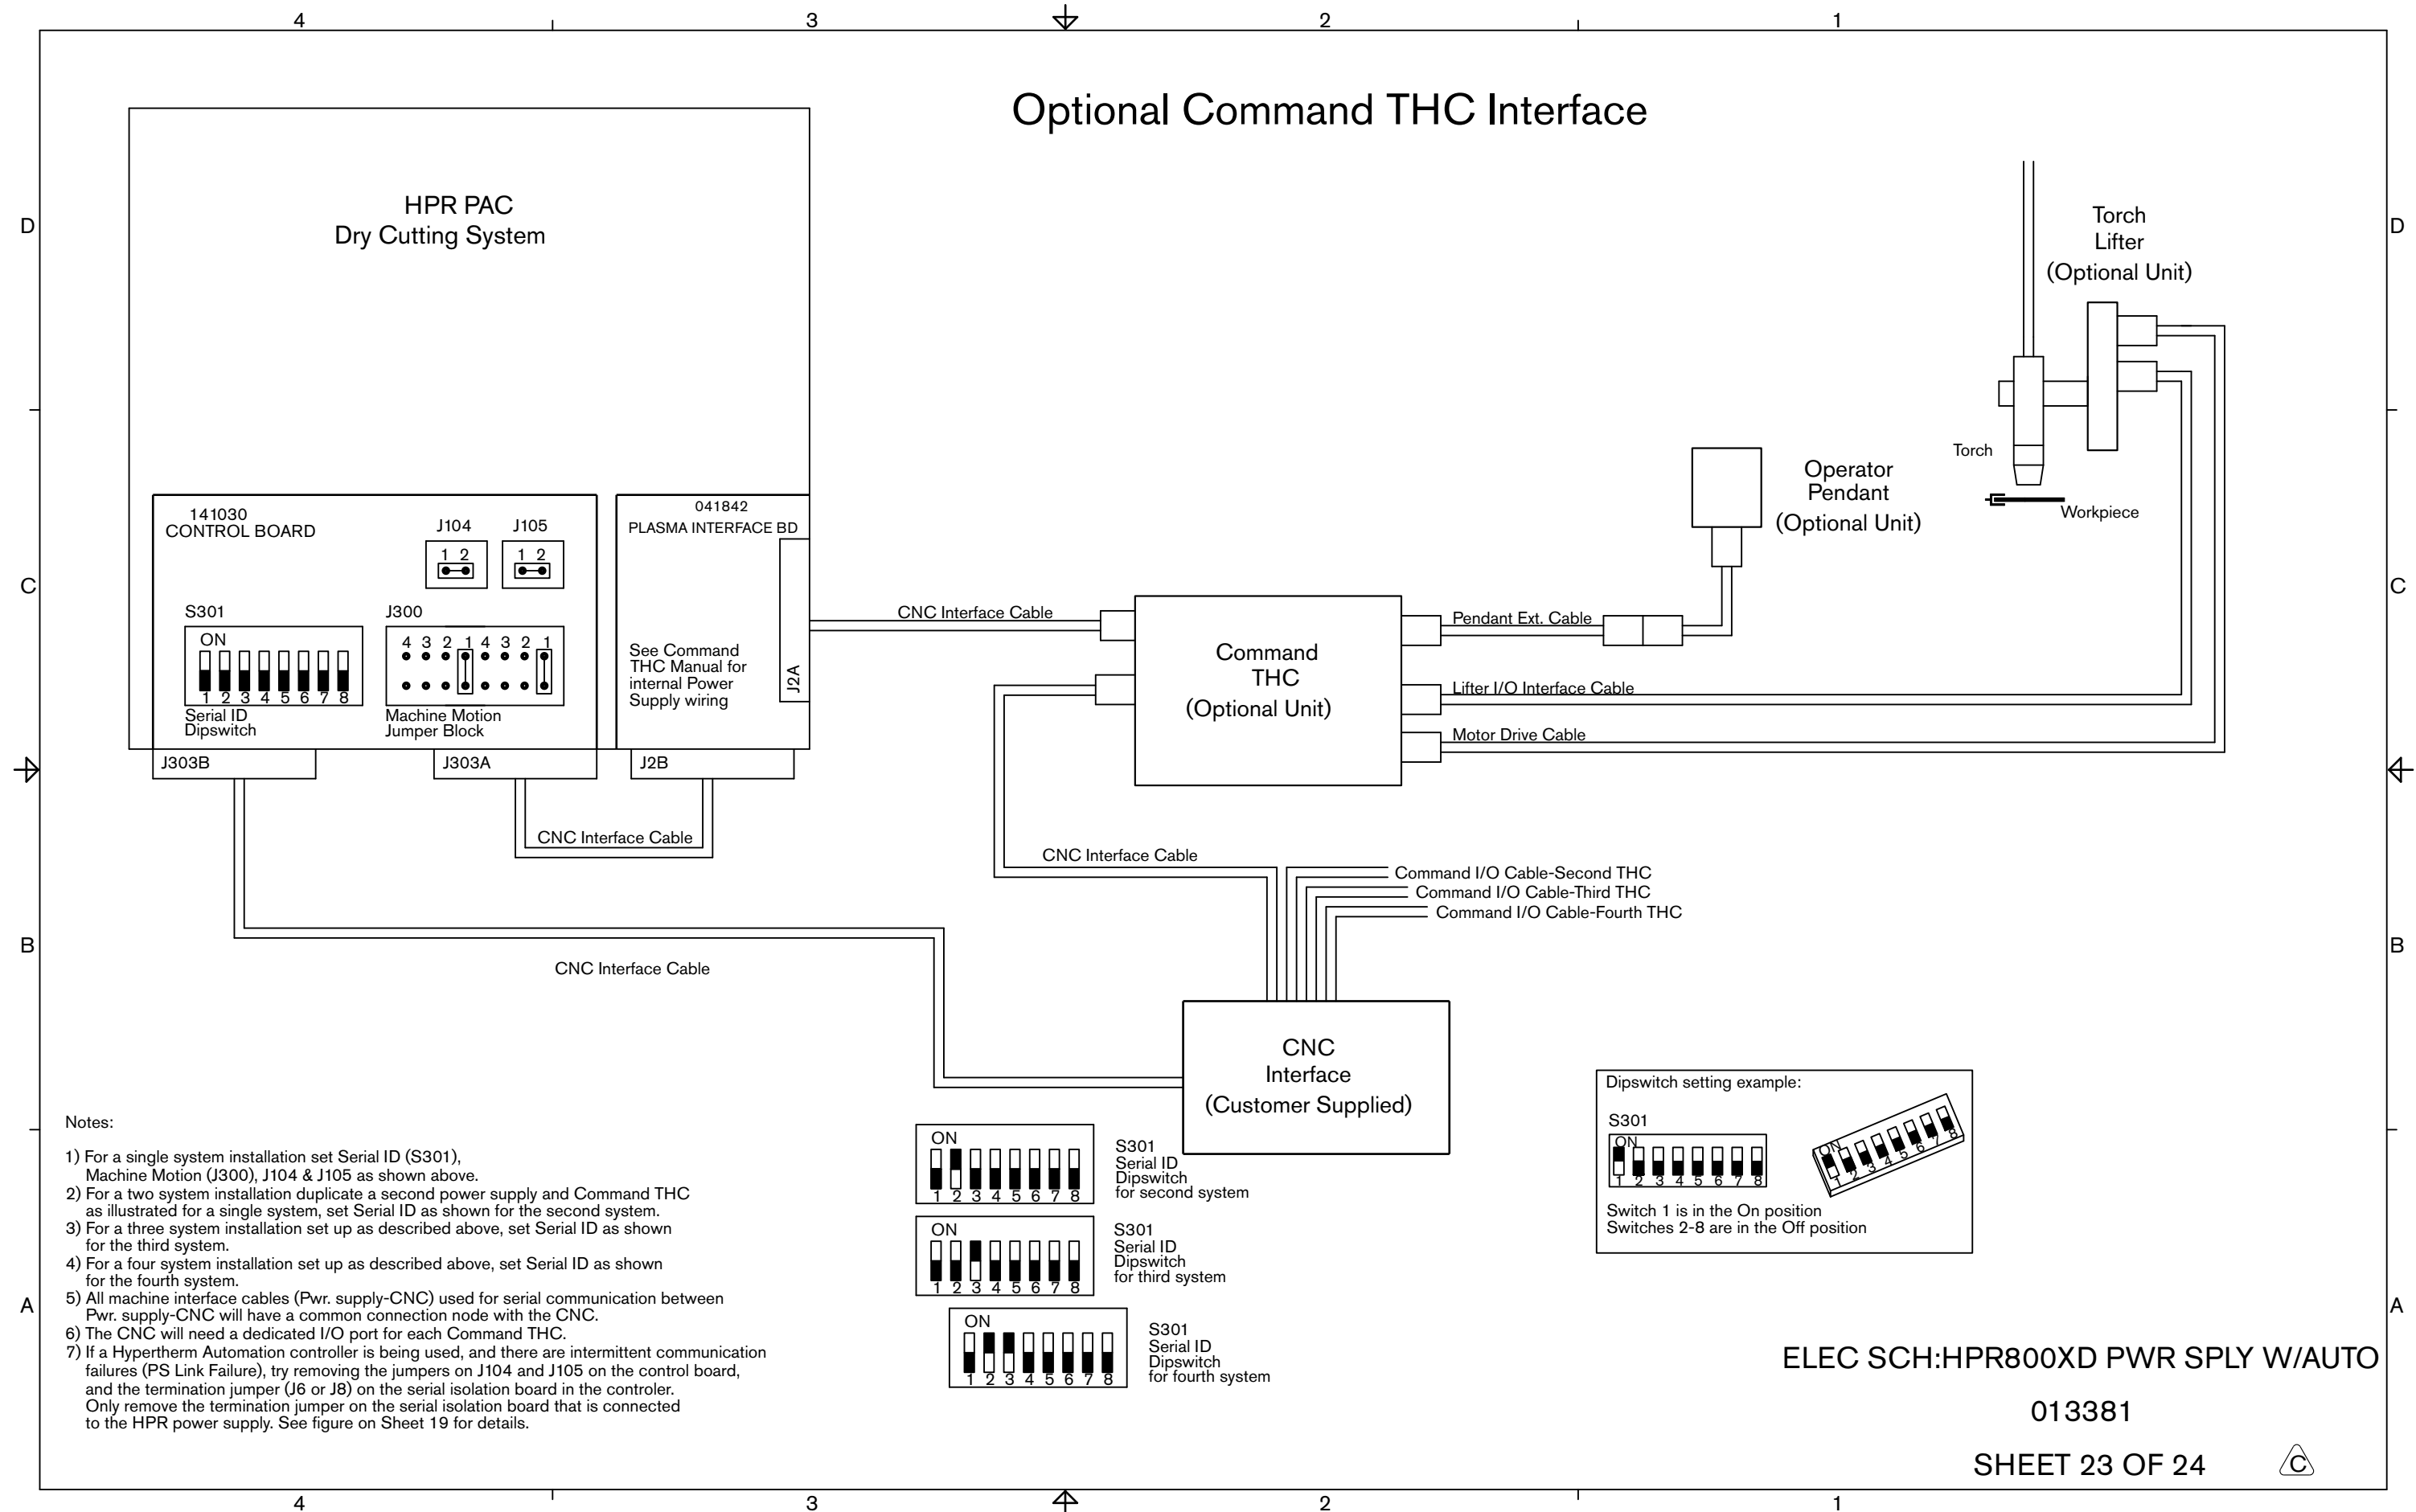 4 3 2 1
Optional Command THC Interface
HPR PAC
Dry Cutting System
D
D
Torch
Lifter
(Optional Unit)
Torch
Workpiece
Operator
Pendant
(Optional Unit)
141030
CONTROL BOARD
J104
J105
1 2
1 2
041842
PLASMA INTERFACE BD
C
C
S301
ON
1 2 3 4 5 6 7 8
Serial ID
Dipswitch
J300
4 3 2 1 4 3 2 1
Machine Motion
Jumper Block
See Command
THC Manual for
internal Power
Supply wiring
J2A
CNC Interface Cable
Command
THC
(Optional Unit)
Pendant Ext. Cable
Lifter I/O Interface Cable
Motor Drive Cable
J303B
J303A
J2B
CNC Interface Cable
CNC Interface Cable
Command I/O Cable-Second THC
Command I/O Cable-Third THC
Command I/O Cable-Fourth THC
B
B
CNC Interface Cable
CNC
Interface
(Customer Supplied)
Dipswitch setting example:
S301
ON
1 2 3 4 5 6 7 8
ON
1 2 3 4 5 6 7 8
Switch 1 is in the On position
Switches 2-8 are in the Off position
Notes:
1) For a single system installation set Serial ID (S301),
Machine Motion (J300), J104 & J105 as shown above.
2) For a two system installation duplicate a second power supply and Command THC
as illustrated for a single system, set Serial ID as shown for the second system.
3) For a three system installation set up as described above, set Serial ID as shown
for the third system.
4) For a four system installation set up as described above, set Serial ID as shown
for the fourth system.
5) All machine interface cables (Pwr. supply-CNC) used for serial communication between
Pwr. supply-CNC will have a common connection node with the CNC.
6) The CNC will need a dedicated I/O port for each Command THC.
7) If a Hypertherm Automation controller is being used, and there are intermittent communication
failures (PS Link Failure), try removing the jumpers on J104 and J105 on the control board,
and the termination jumper (J6 or J8) on the serial isolation board in the controler.
Only remove the termination jumper on the serial isolation board that is connected
to the HPR power supply. See figure on Sheet 19 for details.
ON
1 2 3 4 5 6 7 8
S301
Serial ID
Dipswitch
for second system
ON
1 2 3 4 5 6 7 8
S301
Serial ID
Dipswitch
for third system
ON
1 2 3 4 5 6 7 8
S301
Serial ID
Dipswitch
for fourth system
A
A
ELEC SCH:HPR800XD PWR SPLY W/AUTO
013381
SHEET 23 OF 24
C
4 3 2 1